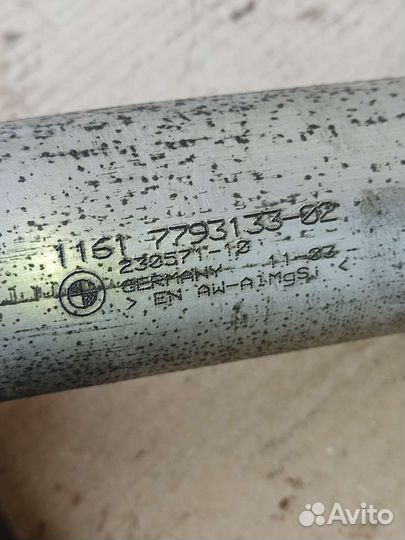 1161 7793133-02
230571-10
GERMANY 11-03
> EN AW-AlMgSi <
Avito